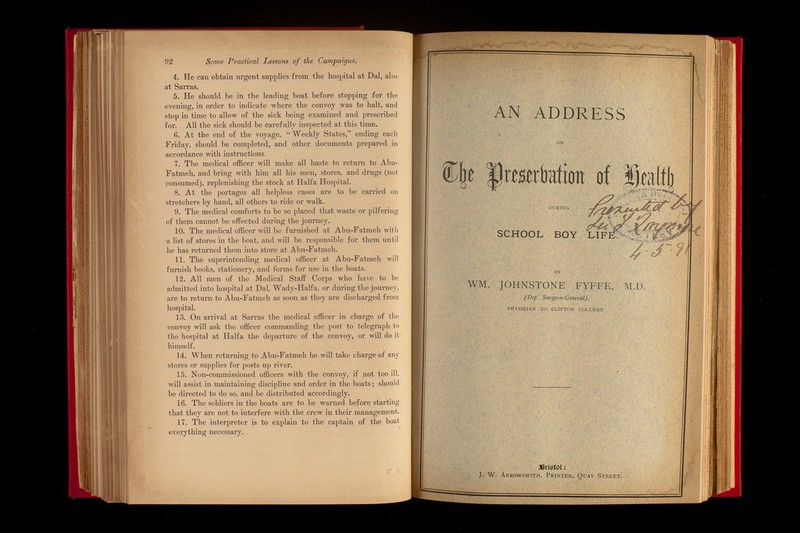 92 Some Practical Lessons of the Campaign.
4. He can obtain urgent supplies from the hospital at Dal, also
at Sarras.
5. He should be in the leading boat before stopping for the
evening, in order to indicate where the convoy was to halt, and
stop in time to allow of the sick being examined and prescribed
for. All the sick should be carefully inspected at this time.
6. At the end of the voyage, “Weekly States,” ending each
Friday, should be completed, and other documents prepared in
accordance with instructions
7. The medical officer will make all haste to return to Abu-
Fatmeh, and bring with him all his men, stores, and drugs (not
consumed), replenishing the stock at Halfa Hospital.
8. At the portages all helpless cases are to be carried on
stretchers by hand, all others to ride or walk.
9. The medical comforts to be so placed that waste or pilfering
of them cannot be effected during the journey.
10. The medical officer will be furnished at Abu-Fatmeh with
a list of stores in the boat, and will be responsible for them until
he has returned them into store at Abu-Fatmeh.
11. The superintending medical officer at Abu-Fatmeh will
furnish books, stationery, and forms for use in the boats.
12. All men of the Medical Staff Corps who have to be
admitted into hospital at Dal, Wady-Halfa, or during the journey,
are to return to Abu-Fatmeh as soon as they are discharged from
hospital.
13. On arrival at Sarras the medical officer in charge of the
convoy will ask the officer commanding the post to telegraph to
the hospital at Halfa the departure of the convoy, or will do it
himself.
14. When returning to Abu-Fatmeh he will take charge of any
stores or supplies for posts up river.
15. Non-commissioned officers with the convoy, if not too ill,
will assist in maintaining discipline and order in the boats; should
be directed to do so, and be distributed accordingly.
16. The soldiers in the boats are to be warned before starting
that they are not to interfere with the crew in their management.
17. The interpreter is to explain to the captain of the boat
everything necessary.
AN ADDRESS
ON
The Preservation of Health
DURING
SCHOOL BOY LIFE
Presented by
4-5-91
BY
WM. JOHNSTONE FYFFE, M.D.
(Dep. Surgeon-General).
PHYSICIAN TO CLIFTON COLLEGE.
Bristol:
J. W. Arrowsmith, Printer, Quay Street.